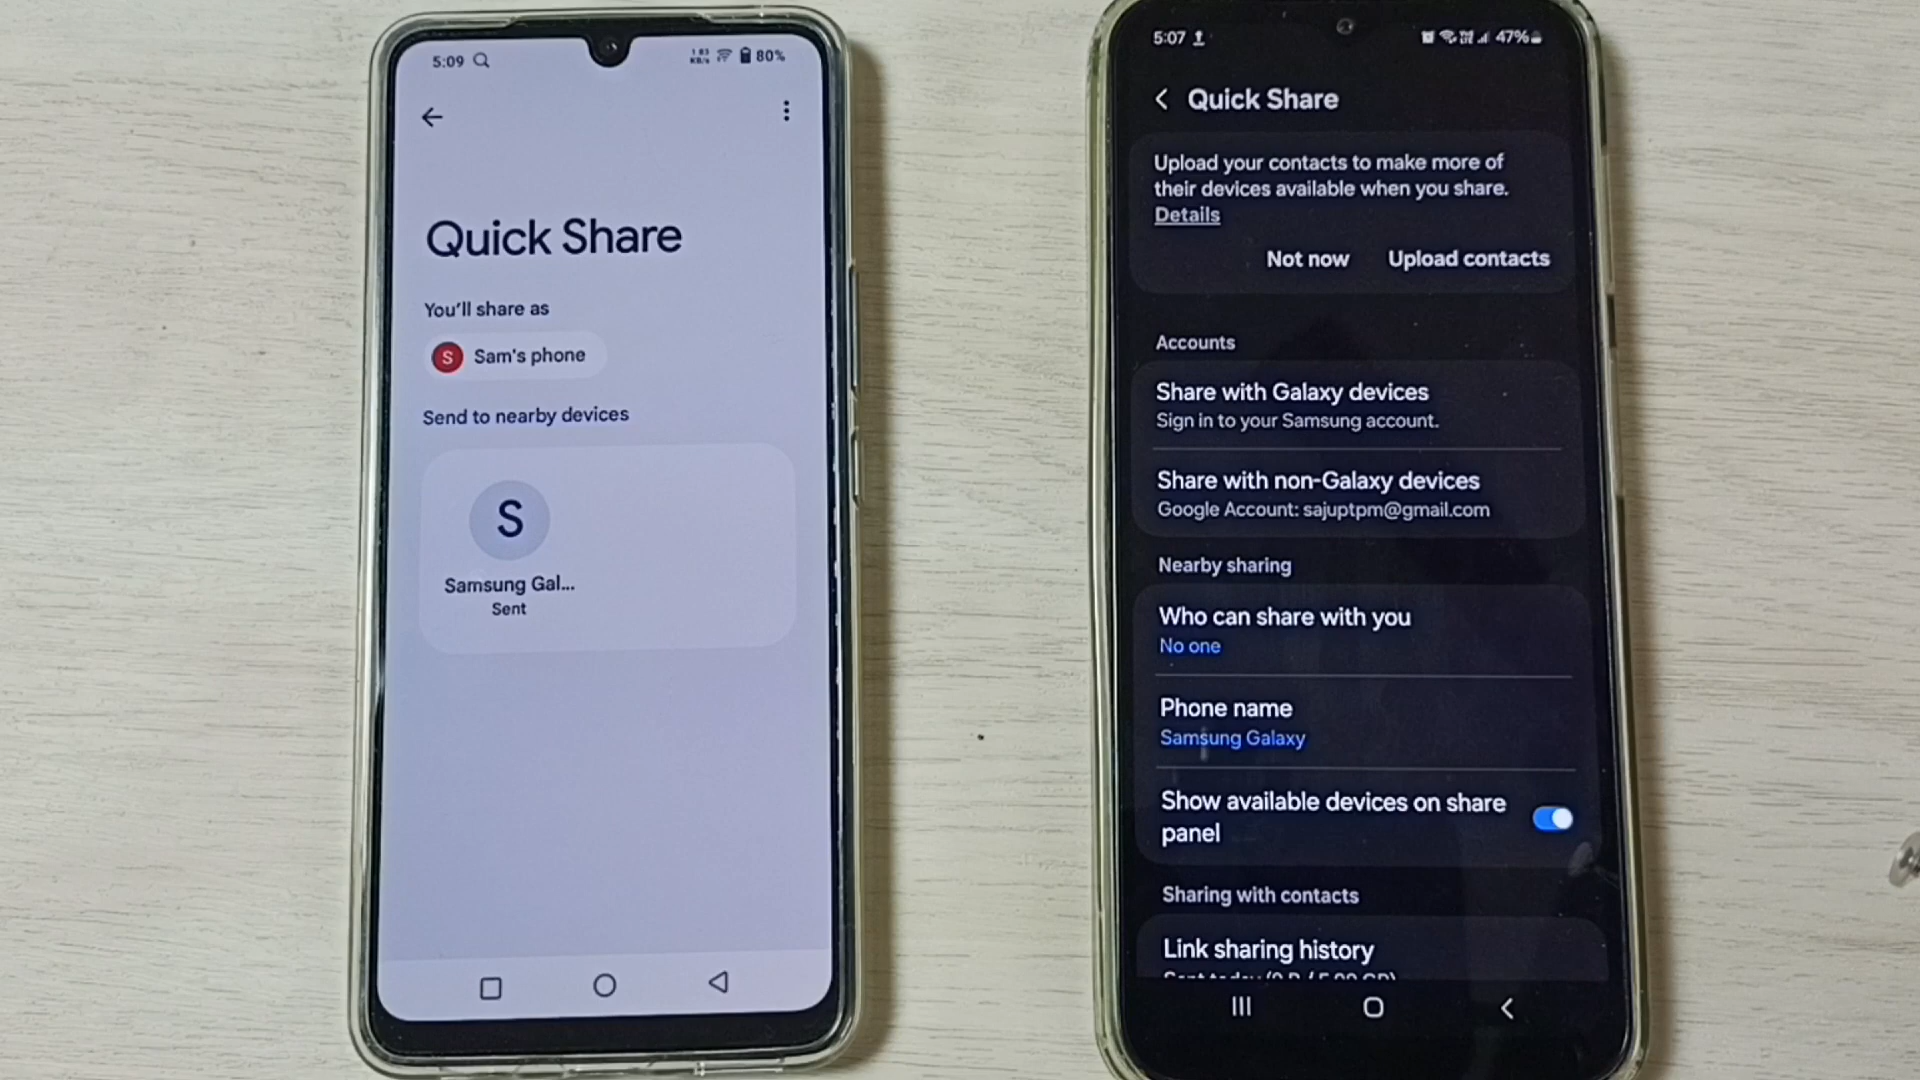 5:09
1.83
KB/s
80%
Quick Share
You'll share as
S Sam's phone
Send to nearby devices
S
Samsung Gal...
Sent
5:07
47%
Quick Share
Upload your contacts to make more of
their devices available when you share.
Details
Not now Upload contacts
Accounts
Share with Galaxy devices
Sign in to your Samsung account.
Share with non-Galaxy devices
Google Account: sajuptpm@gmail.com
Nearby sharing
Who can share with you
No one
Phone name
Samsung Galaxy
Show available devices on share
panel
Sharing with contacts
Link sharing history